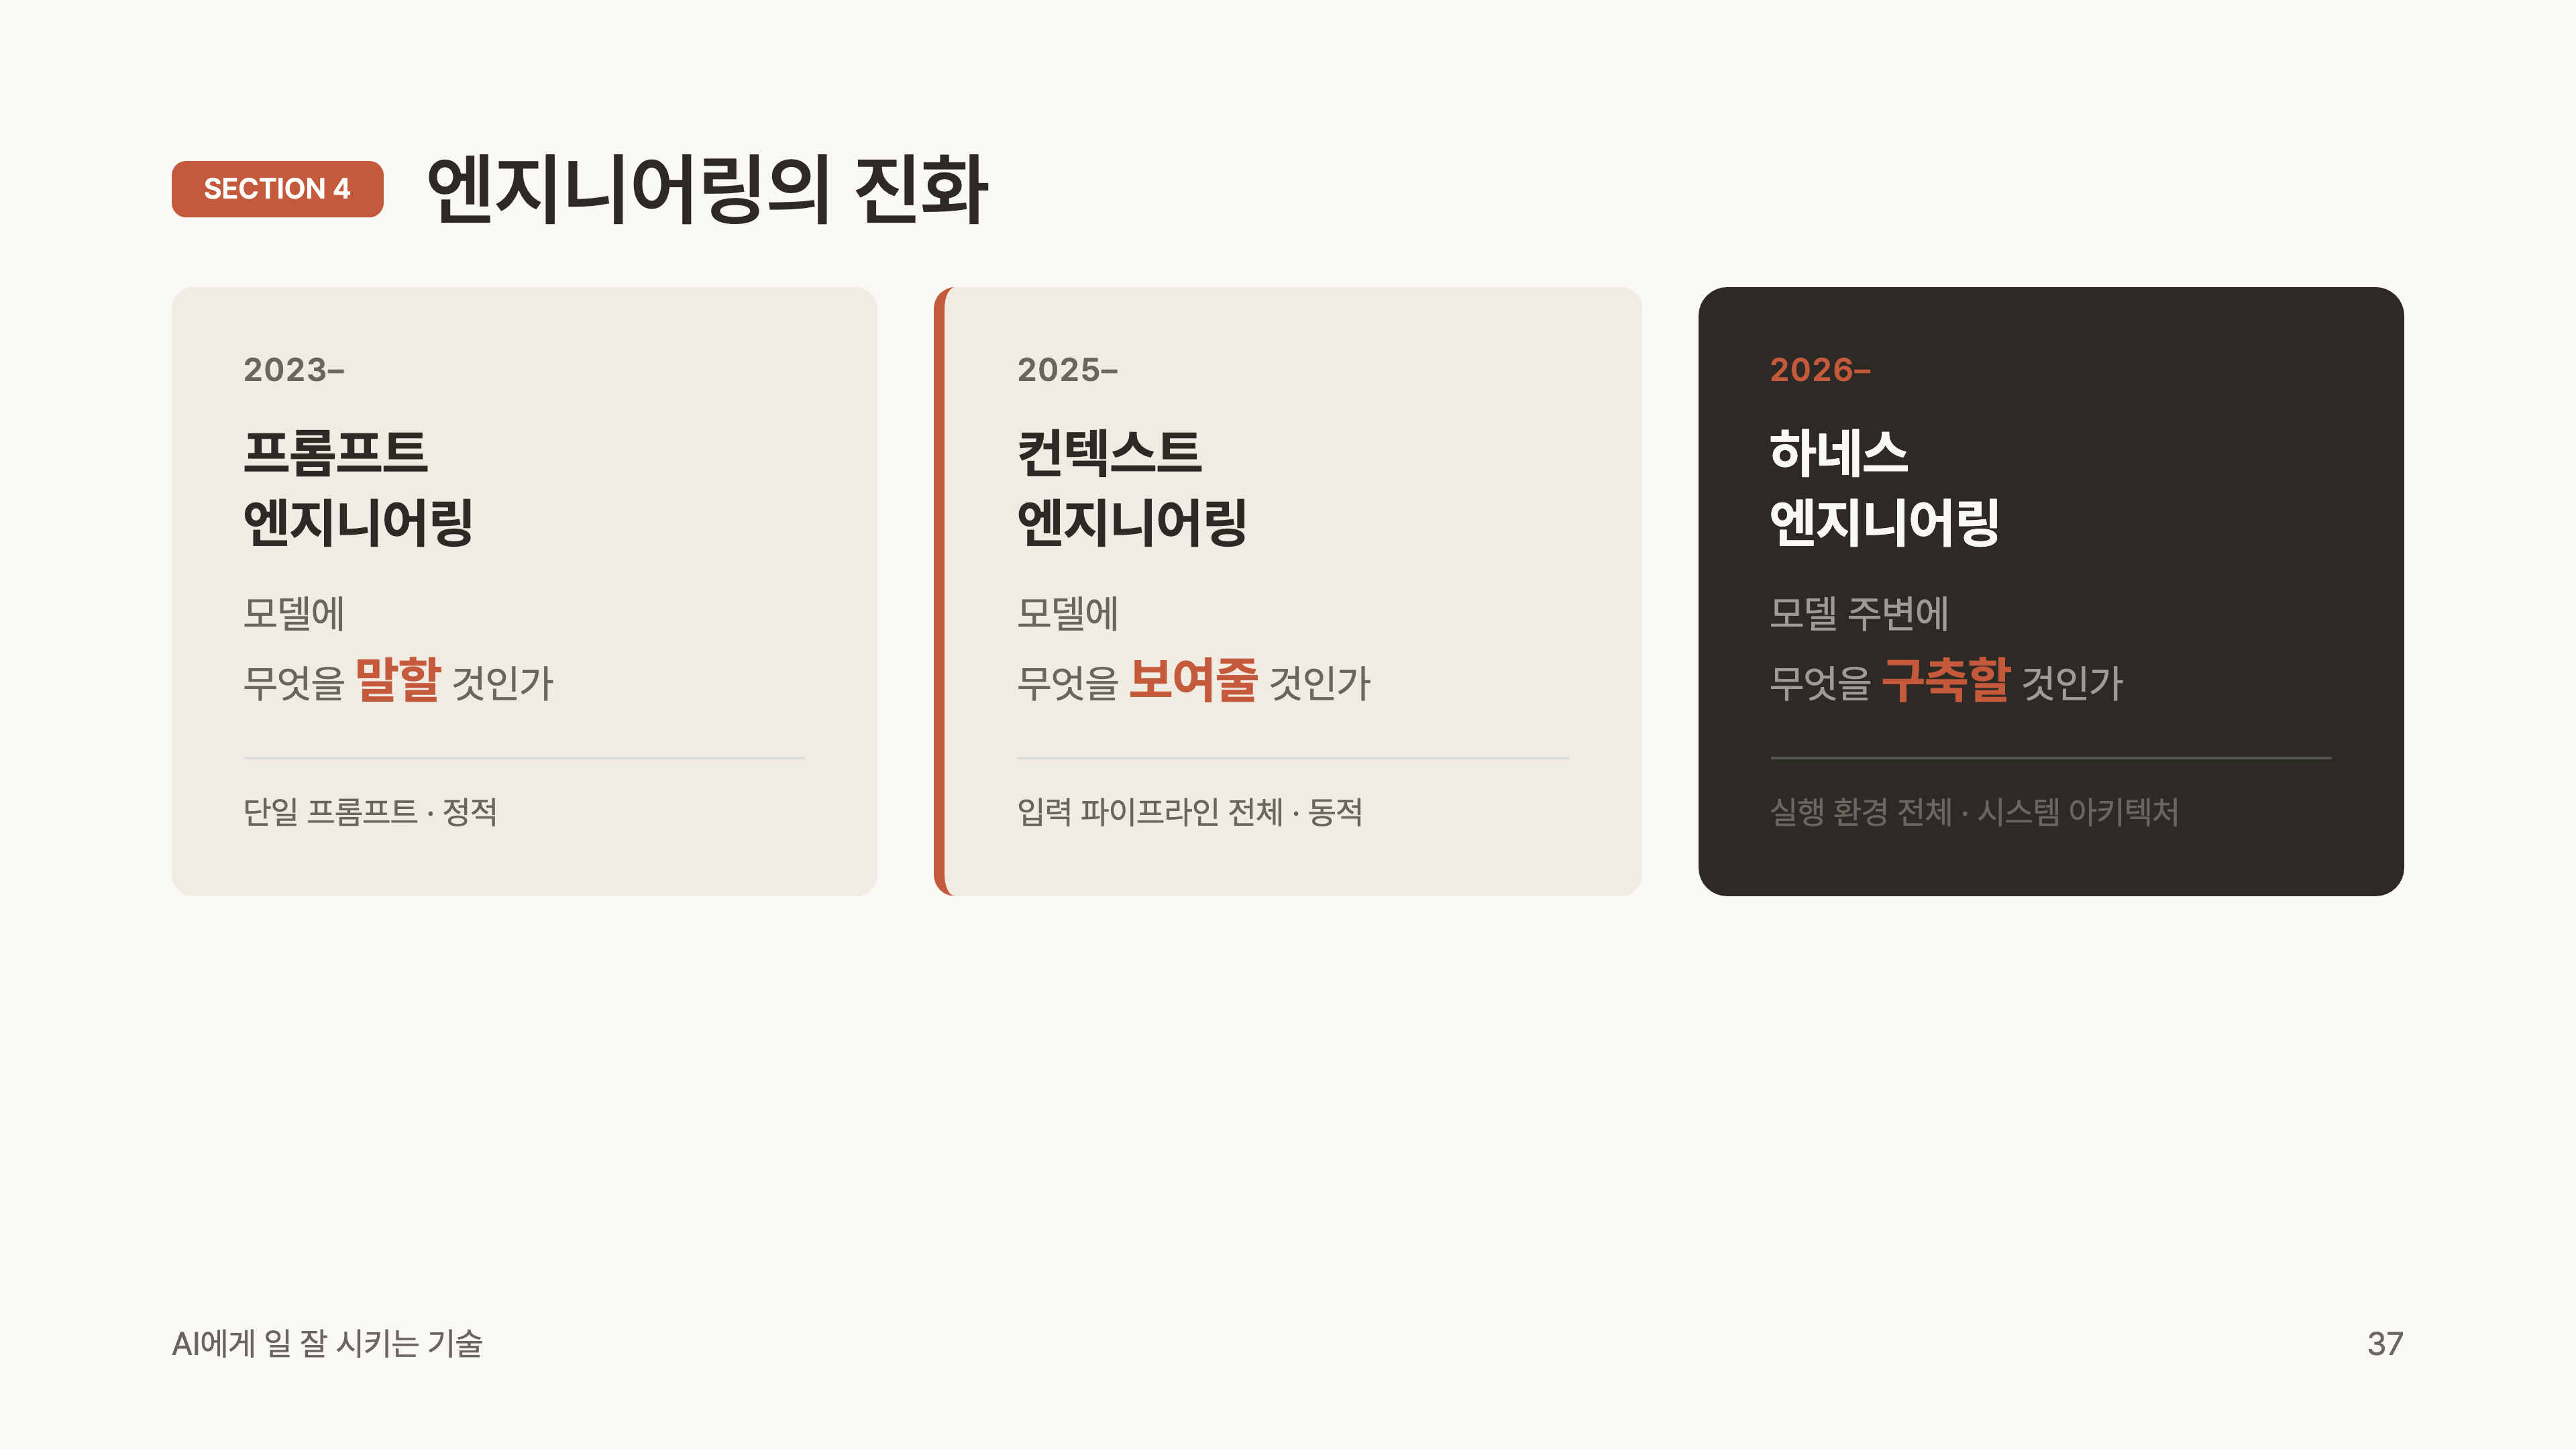 SECTION 4
엔지니어링의 진화
2023–
프롬프트
엔지니어링
모델에
무엇을 말할 것인가
단일 프롬프트 · 정적
2025–
컨텍스트
엔지니어링
모델에
무엇을 보여줄 것인가
입력 파이프라인 전체 · 동적
2026–
하네스
엔지니어링
모델 주변에
무엇을 구축할 것인가
실행 환경 전체 · 시스템 아키텍처
AI에게 일 잘 시키는 기술
37